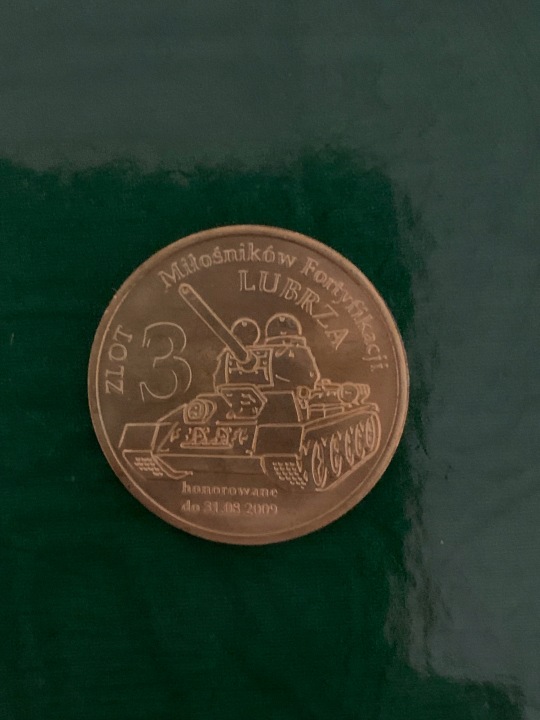 ZLOT
3
Miłośników Fortyfikacji
LUBRZA
honorowane
do 31.08 2009